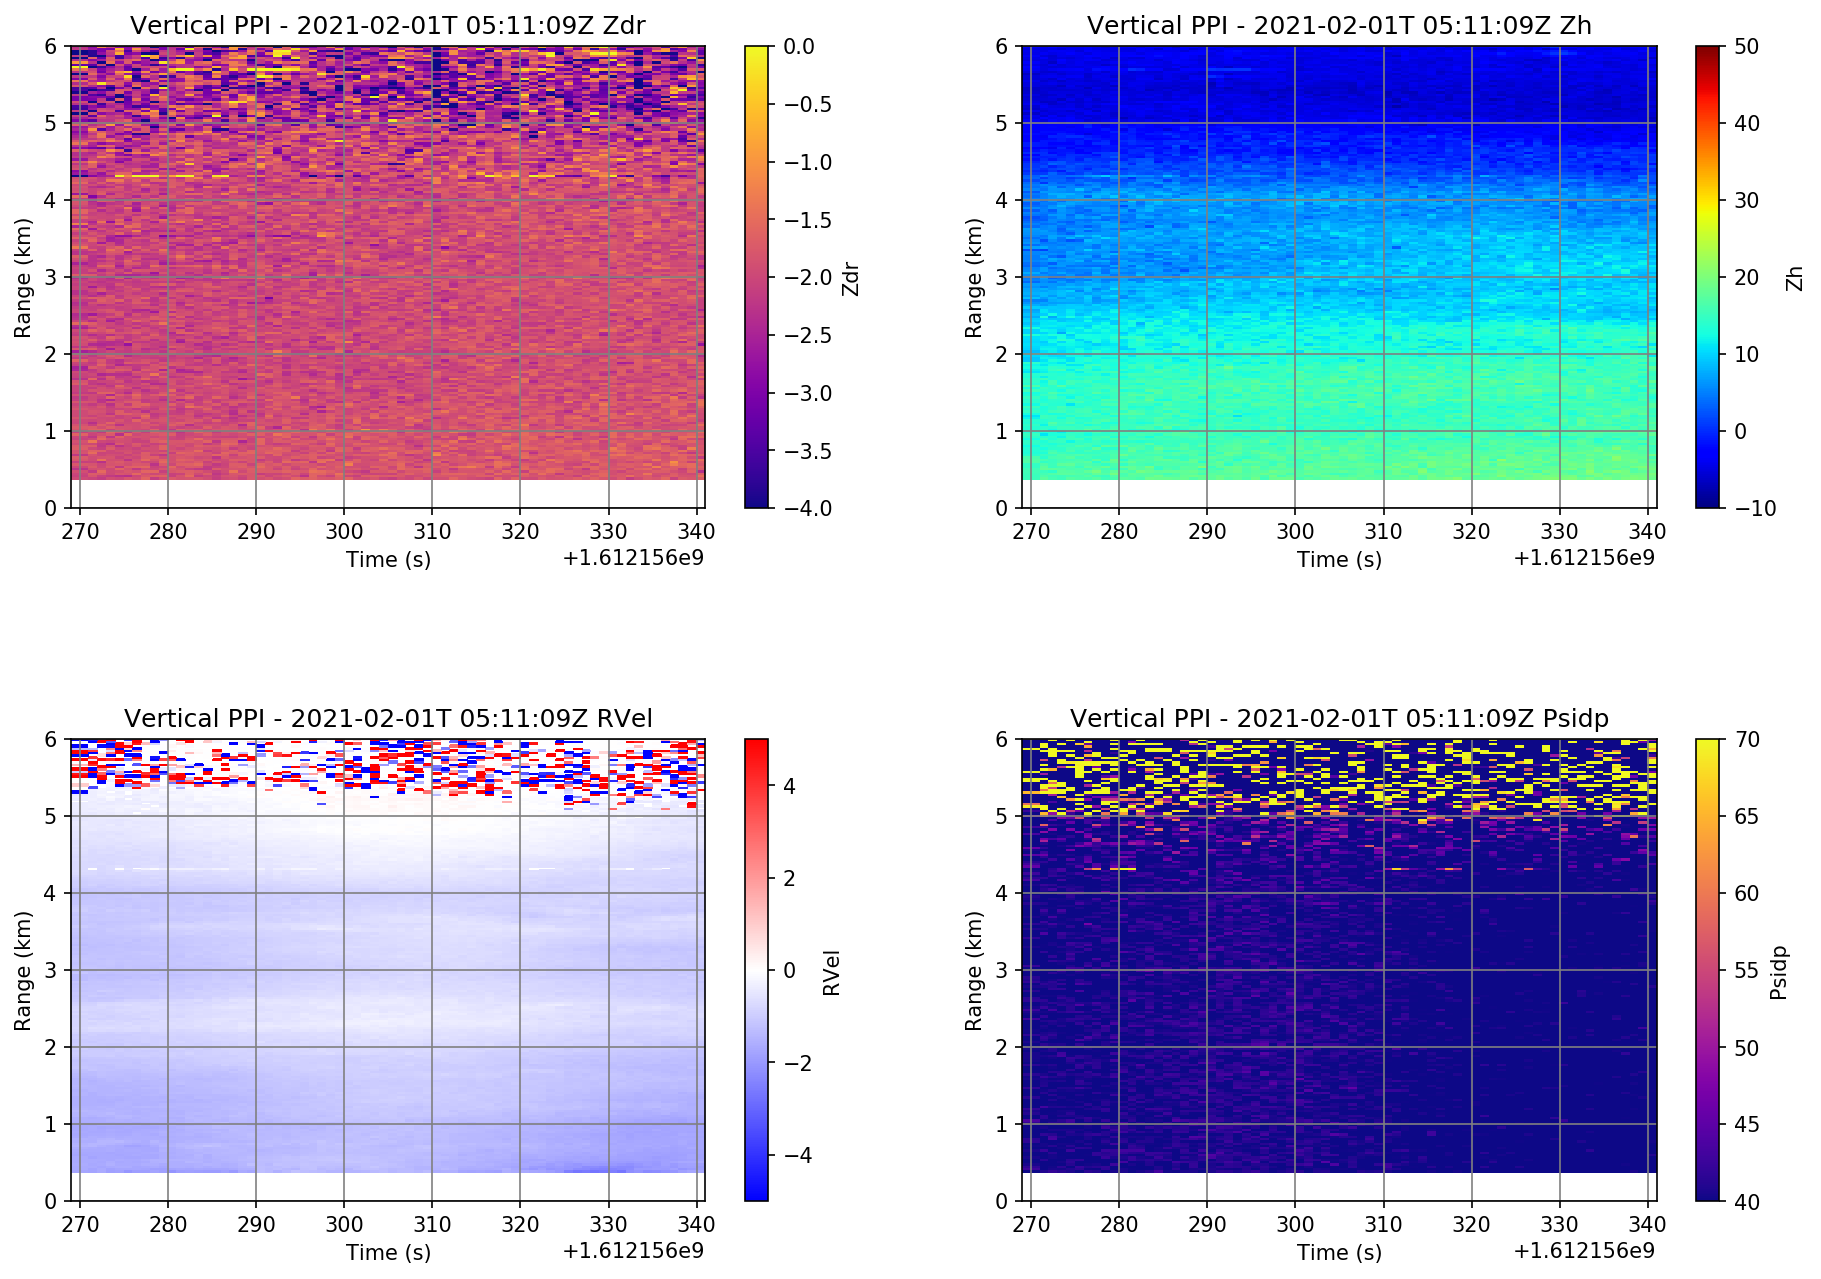 Vertical PPI - 2021-02-01T 05:11:09Z Zdr
6
5
4
3
2
1
0
Range (km)
270 280 290 300 310 320 330 340
Time (s)
+1.612156e9
0.0
−0.5
−1.0
−1.5
−2.0
−2.5
−3.0
−3.5
−4.0
Zdr
Vertical PPI - 2021-02-01T 05:11:09Z Zh
6
5
4
3
2
1
0
Range (km)
270 280 290 300 310 320 330 340
Time (s)
+1.612156e9
50
40
30
20
10
0
−10
Zh
Vertical PPI - 2021-02-01T 05:11:09Z RVel
6
5
4
3
2
1
0
Range (km)
270 280 290 300 310 320 330 340
Time (s)
+1.612156e9
4
2
0
−2
−4
RVel
Vertical PPI - 2021-02-01T 05:11:09Z Psidp
6
5
4
3
2
1
0
Range (km)
270 280 290 300 310 320 330 340
Time (s)
+1.612156e9
70
65
60
55
50
45
40
Psidp